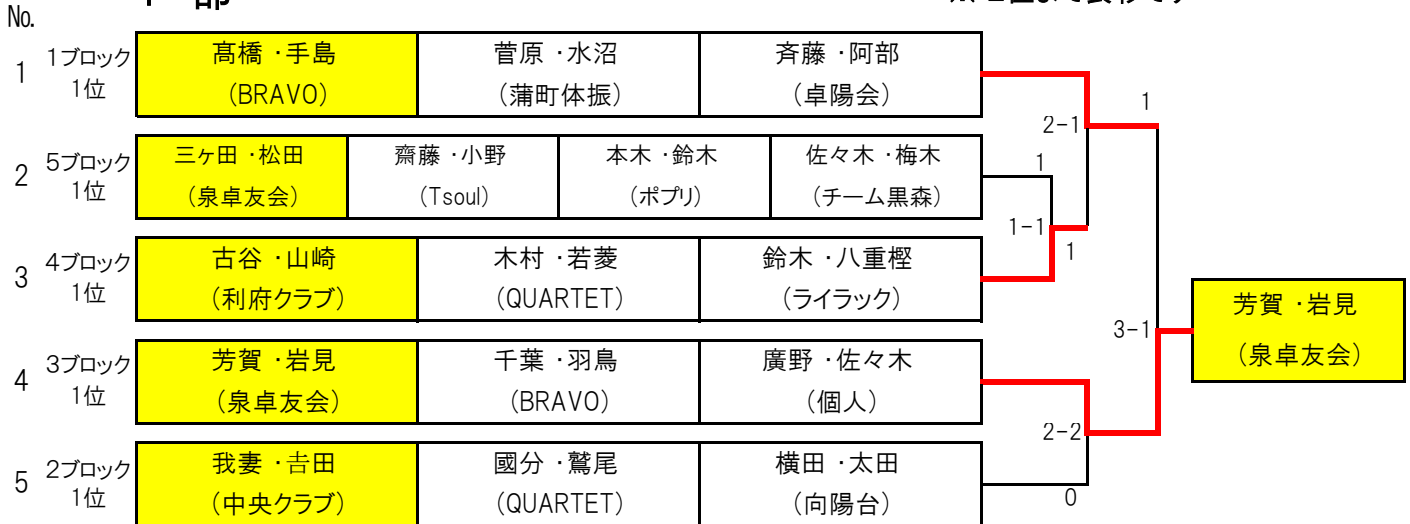 No.
1 1ブロック 1位 髙橋・手島 (BRAVO) 菅原・水沼 (蒲町体振) 斉藤・阿部 (卓陽会)
2-1
1
2 5ブロック 1位 三ヶ田・松田 (泉卓友会) 齋藤・小野 (Tsoul) 本木・鈴木 (ポプリ) 佐々木・梅木 (チーム黒森)
1
1-1
1
3 4ブロック 1位 古谷・山崎 (利府クラブ) 木村・若菱 (QUARTET) 鈴木・八重樫 (ライラック)
3-1
芳賀・岩見
(泉卓友会)
4 3ブロック 1位 芳賀・岩見 (泉卓友会) 千葉・羽鳥 (BRAVO) 廣野・佐々木 (個人)
2-2
5 2ブロック 1位 我妻・𠮷田 (中央クラブ) 國分・鷲尾 (QUARTET) 横田・太田 (向陽台)
0